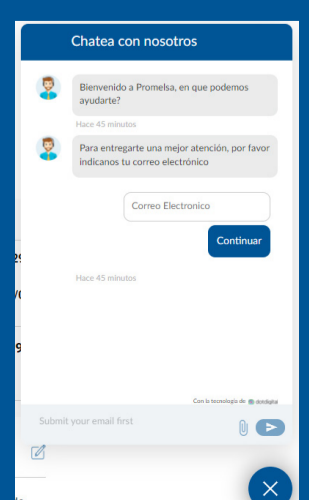 Chatea con nosotros
Bienvenido a Promelsa, en que podemos
ayudarte?
Hace 45 minutos
Para entregarte una mejor atención, por favor
indicanos tu correo electrónico
Correo Electronico
Continuar
Hace 45 minutos
Con la tecnología de
Submit your email first